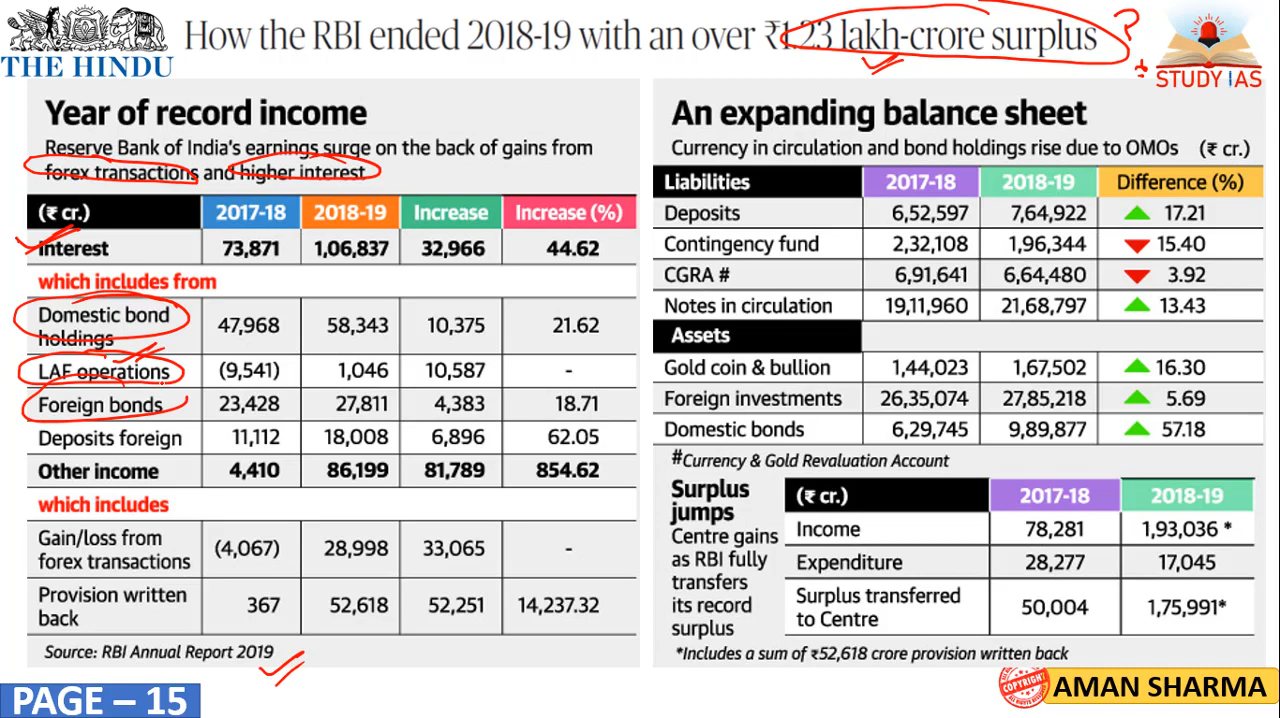 THE HINDU
How the RBI ended 2018-19 with an over ₹1.23 lakh-crore surplus
?
STUDY IAS
Year of record income
Reserve Bank of India's earnings surge on the back of gains from
forex transactions and higher interest
(₹ cr.) 2017-18 2018-19 Increase Increase (%)
Interest 73,871 1,06,837 32,966 44.62
which includes from
Domestic bond
holdings 47,968 58,343 10,375 21.62
LAF operations (9,541) 1,046 10,587 -
Foreign bonds 23,428 27,811 4,383 18.71
Deposits foreign 11,112 18,008 6,896 62.05
Other income 4,410 86,199 81,789 854.62
which includes
Gain/loss from
forex transactions (4,067) 28,998 33,065 -
Provision written
back 367 52,618 52,251 14,237.32
Source: RBI Annual Report 2019
An expanding balance sheet
Currency in circulation and bond holdings rise due to OMOs (₹ cr.)
Liabilities 2017-18 2018-19 Difference (%)
Deposits 6,52,597 7,64,922 17.21
Contingency fund 2,32,108 1,96,344 15.40
CGRA # 6,91,641 6,64,480 3.92
Notes in circulation 19,11,960 21,68,797 13.43
Assets
Gold coin & bullion 1,44,023 1,67,502 16.30
Foreign investments 26,35,074 27,85,218 5.69
Domestic bonds 6,29,745 9,89,877 57.18
#Currency & Gold Revaluation Account
Surplus
jumps
Centre gains
as RBI fully
transfers
its record
surplus
(₹ cr.) 2017-18 2018-19
Income 78,281 1,93,036 *
Expenditure 28,277 17,045
Surplus transferred
to Centre 50,004 1,75,991*
*Includes a sum of ₹52,618 crore provision written back
PAGE – 15
COPYRIGHT
AMAN SHARMA